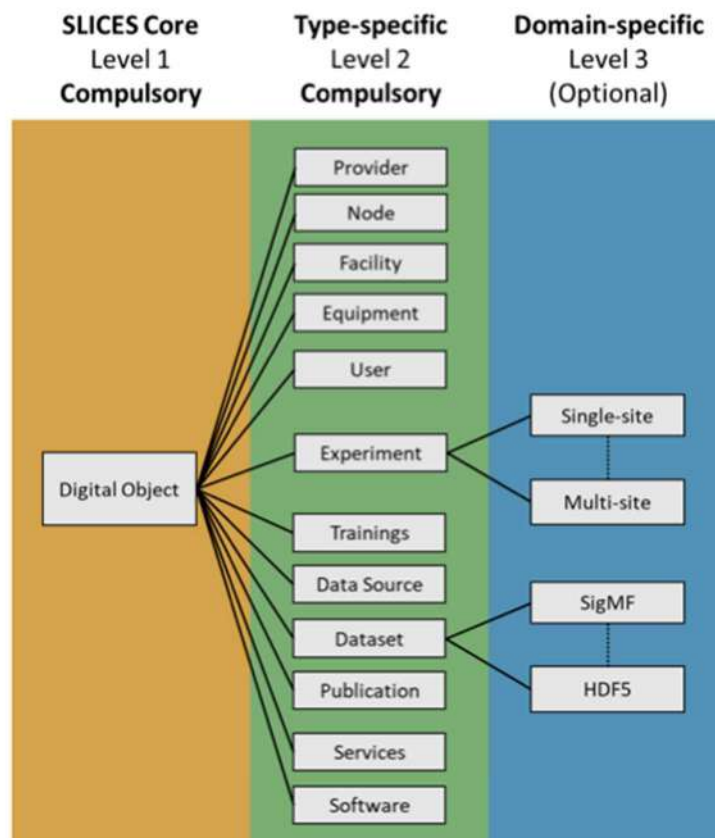 SLICES Core
Level 1
Compulsory
Type-specific
Level 2
Compulsory
Domain-specific
Level 3
(Optional)
Digital Object
Provider
Node
Facility
Equipment
User
Experiment
Trainings
Data Source
Dataset
Publication
Services
Software
Single-site
Multi-site
SigMF
HDF5